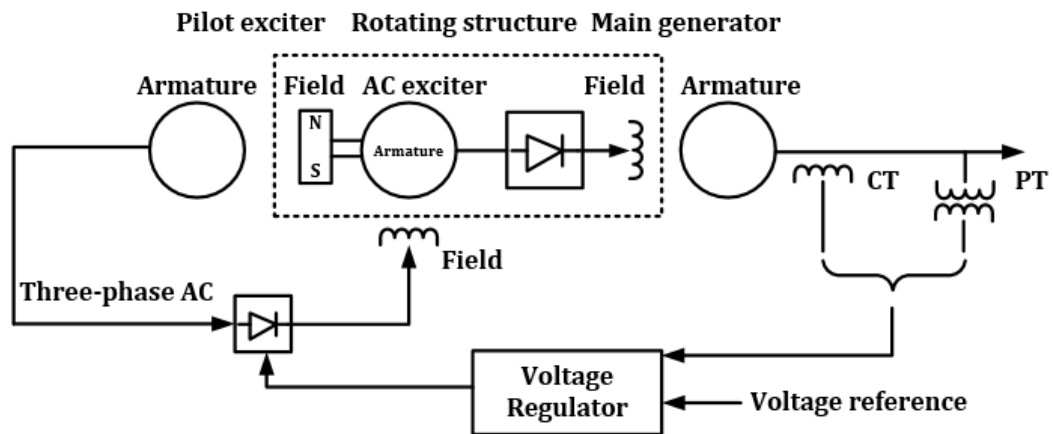 Pilot exciter Rotating structure Main generator
Armature Field AC exciter Field Armature
N
Armature
S
CT PT
Field
Three-phase AC
Voltage
Regulator
Voltage reference